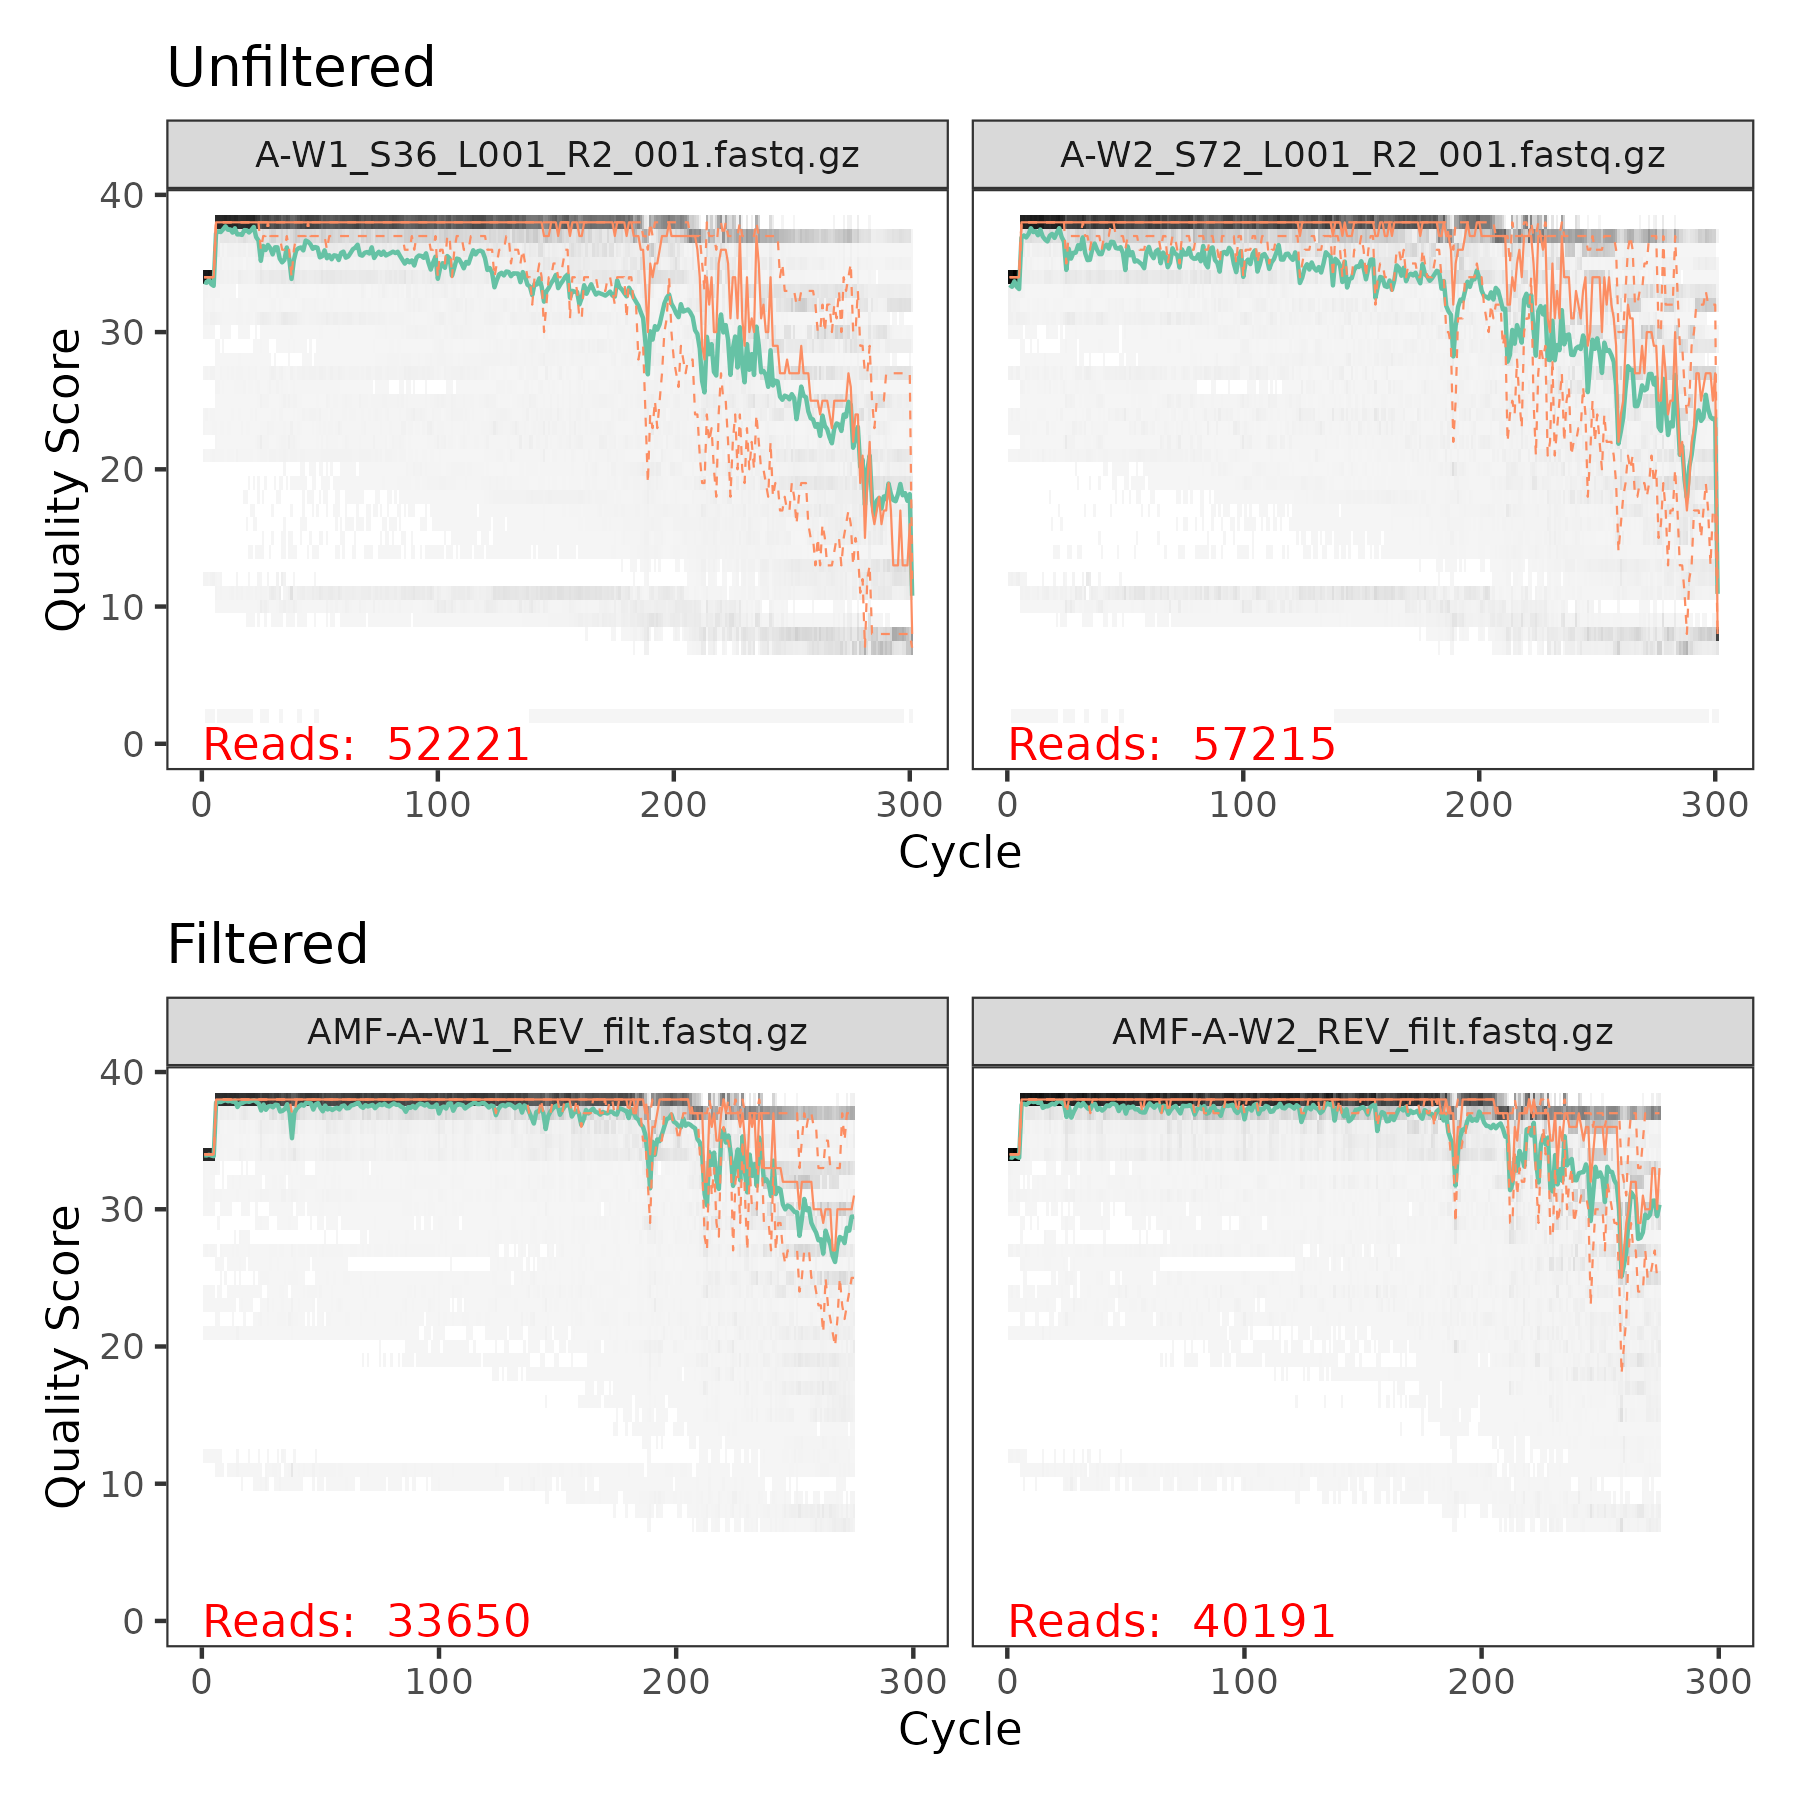 Unfiltered
A-W1_S36_L001_R2_001.fastq.gz A-W2_S72_L001_R2_001.fastq.gz
40
30
20
10
0
Quality Score
Reads: 52221 Reads: 57215
0 100 200 300 0 100 200 300
Cycle
Filtered
AMF-A-W1_REV_filt.fastq.gz AMF-A-W2_REV_filt.fastq.gz
40
30
20
10
0
Quality Score
Reads: 33650 Reads: 40191
0 100 200 300 0 100 200 300
Cycle